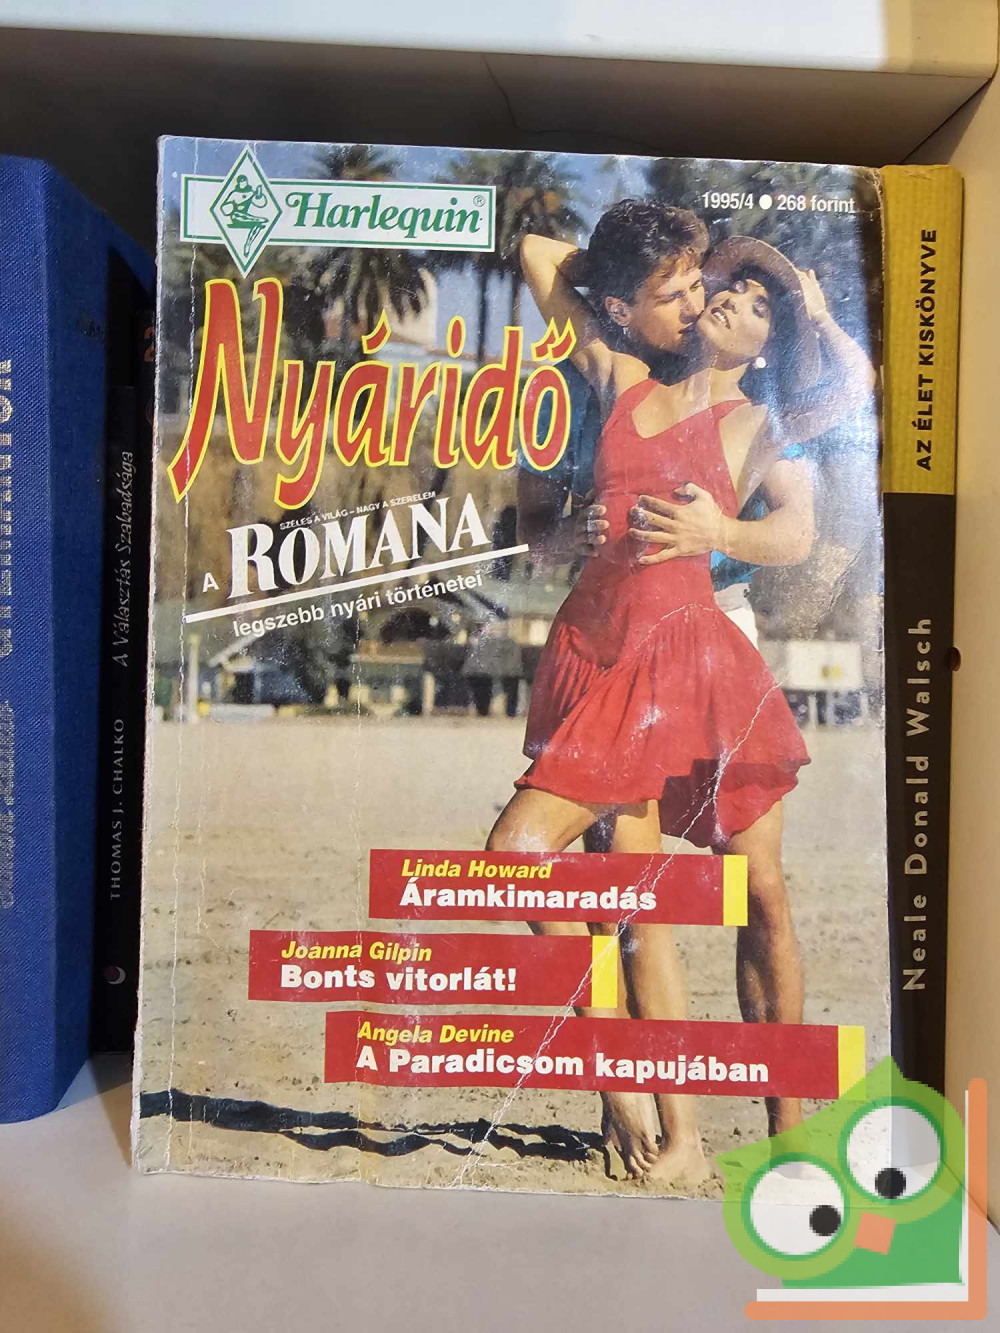 Harlequin®
1995/4 ● 268 forint
Nyáridő
SZÉLES A VILÁG – NAGY A SZERELEM
A ROMANA
legszebb nyári történetei
Linda Howard
Áramkimaradás
Joanna Gilpin
Bonts vitorlát!
Angela Devine
A Paradicsom kapujában
THOMAS J. CHALKO
A Választás Szabadsága
Neale Donald Walsch
AZ ÉLET KISKÖNYVE